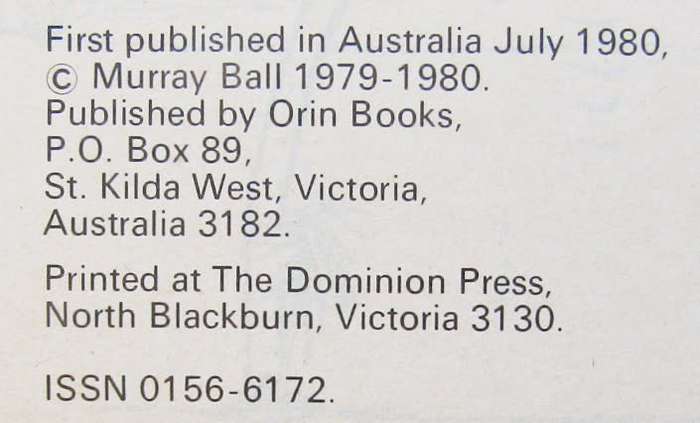 First published in Australia July 1980,
© Murray Ball 1979-1980.
Published by Orin Books,
P.O. Box 89,
St. Kilda West, Victoria,
Australia 3182.
Printed at The Dominion Press,
North Blackburn, Victoria 3130.
ISSN 0156-6172.